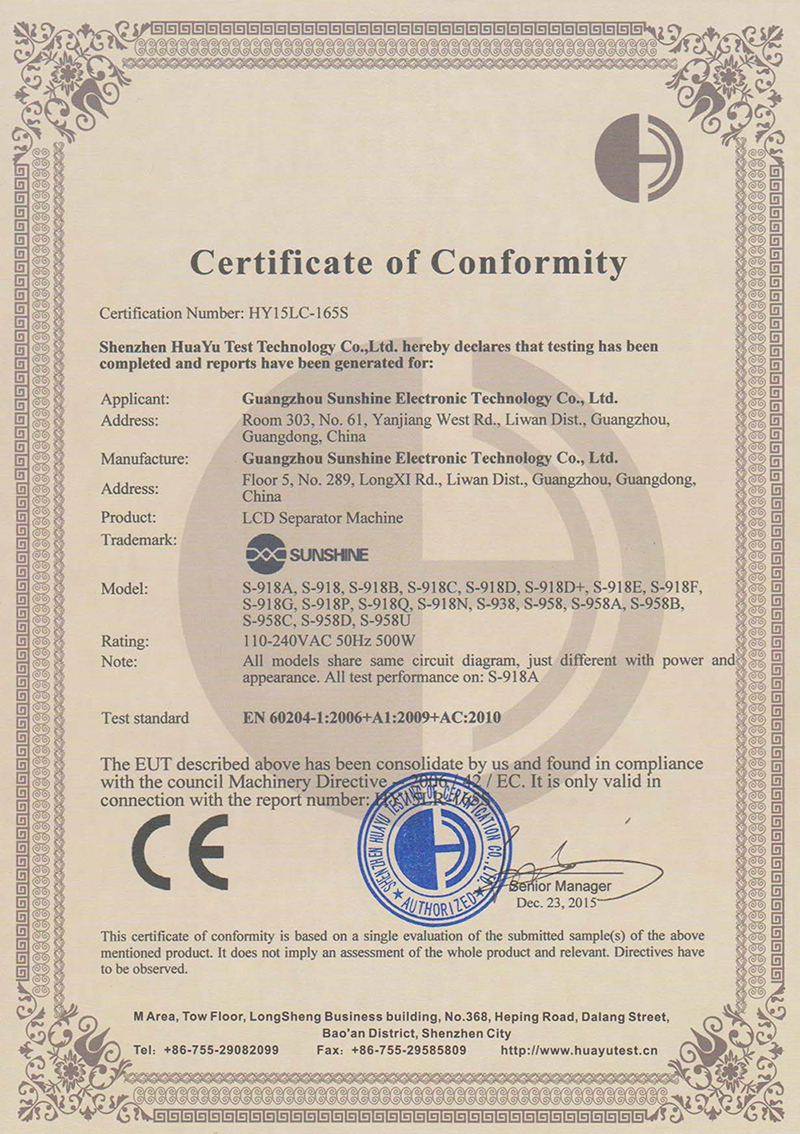 Certificate of Conformity
Certification Number: HY15LC-165S
Shenzhen HuaYu Test Technology Co.,Ltd. hereby declares that testing has been
completed and reports have been generated for:
Applicant: Guangzhou Sunshine Electronic Technology Co., Ltd.
Address: Room 303, No. 61, Yanjiang West Rd., Liwan Dist., Guangzhou,
Guangdong, China
Manufacture: Guangzhou Sunshine Electronic Technology Co., Ltd.
Address: Floor 5, No. 289, LongXI Rd., Liwan Dist., Guangzhou, Guangdong,
China
Product: LCD Separator Machine
Trademark: SUNSHINE
Model: S-918A, S-918, S-918B, S-918C, S-918D, S-918D+, S-918E, S-918F,
S-918G, S-918P, S-918Q, S-918N, S-938, S-958, S-958A, S-958B,
S-958C, S-958D, S-958U
Rating: 110-240VAC 50Hz 500W
Note: All models share same circuit diagram, just different with power and
appearance. All test performance on: S-918A
Test standard EN 60204-1:2006+A1:2009+AC:2010
The EUT described above has been consolidate by us and found in compliance
with the council Machinery Directive – 2006 / 42 / EC. It is only valid in
connection with the report number:
CE
SHENZHEN HUAYU TESTING OF CERTIFICATION CO.,LTD.
★ AUTHORIZED ★
Senior Manager
Dec. 23, 2015
This certificate of conformity is based on a single evaluation of the submitted sample(s) of the above
mentioned product. It does not imply an assessment of the whole product and relevant. Directives have
to be observed.
M Area, Tow Floor, LongSheng Business building, No.368, Heping Road, Dalang Street,
Bao'an District, Shenzhen City
Tel: +86-755-29082099 Fax: +86-755-29585809 http://www.huayutest.cn